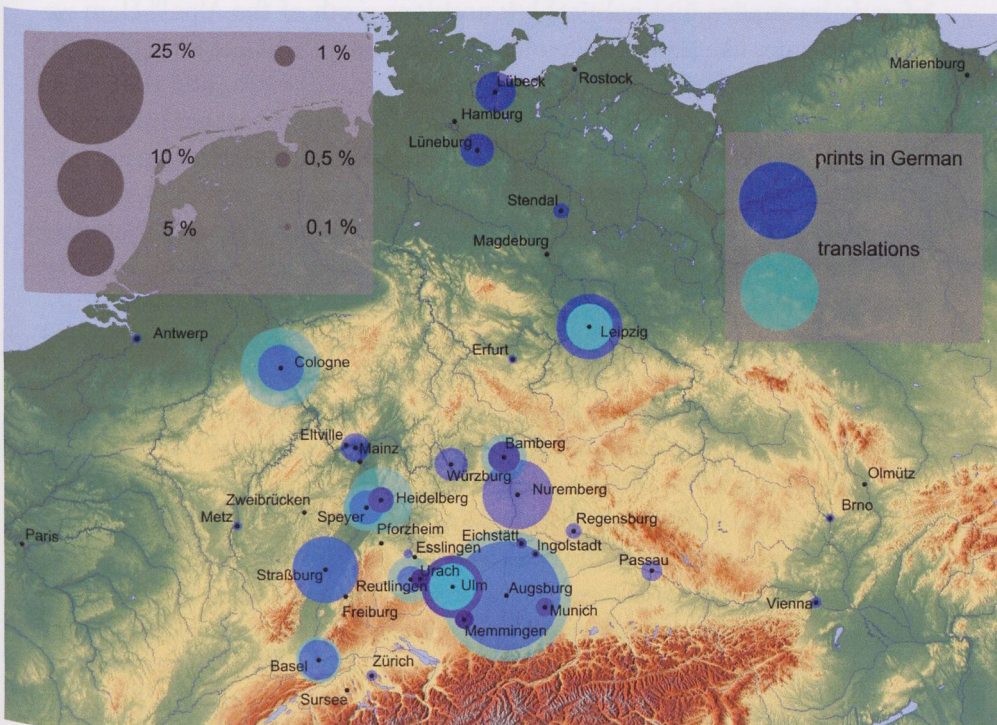 25 %
1 %
10 %
0,5 %
5 %
0,1 %
prints in German
translations
Marienburg
Lübeck
Rostock
Hamburg
Lüneburg
Stendal
Magdeburg
Antwerp
Leipzig
Erfurt
Cologne
Eltville
Mainz
Bamberg
Würzburg
Olmütz
Nuremberg
Zweibrücken
Heidelberg
Brno
Metz
Speyer
Paris
Pforzheim
Regensburg
Eichstätt
Esslingen
Ingolstadt
Passau
Straßburg
Urach
Reutlingen
Ulm
Augsburg
Freiburg
Munich
Vienna
Memmingen
Basel
Zürich
Sursee